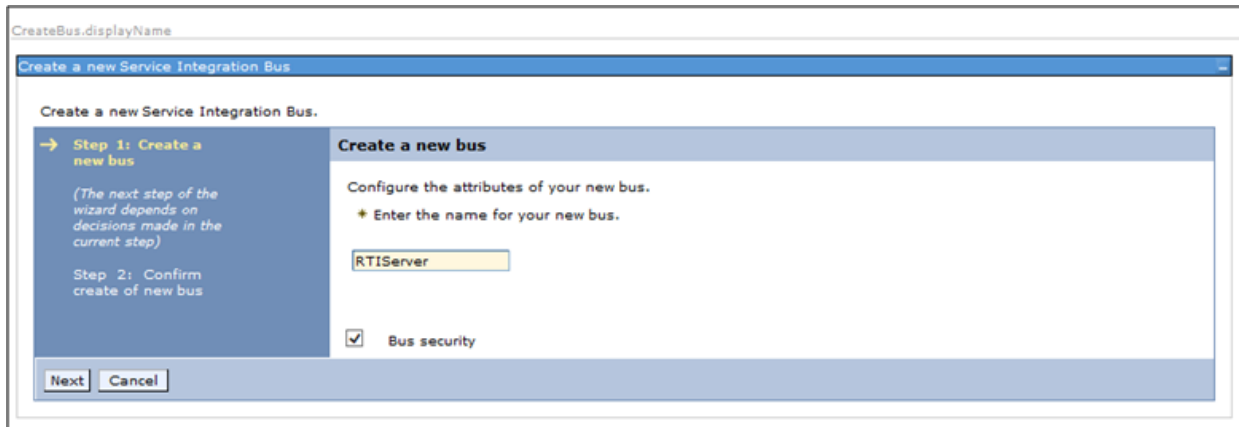 CreateBus.displayName
Create a new Service Integration Bus
Create a new Service Integration Bus.
Step 1: Create a
new bus
(The next step of the
wizard depends on
decisions made in the
current step)
Step 2: Confirm
create of new bus
Create a new bus
Configure the attributes of your new bus.
Enter the name for your new bus.
RTIServer
Bus security
Next Cancel